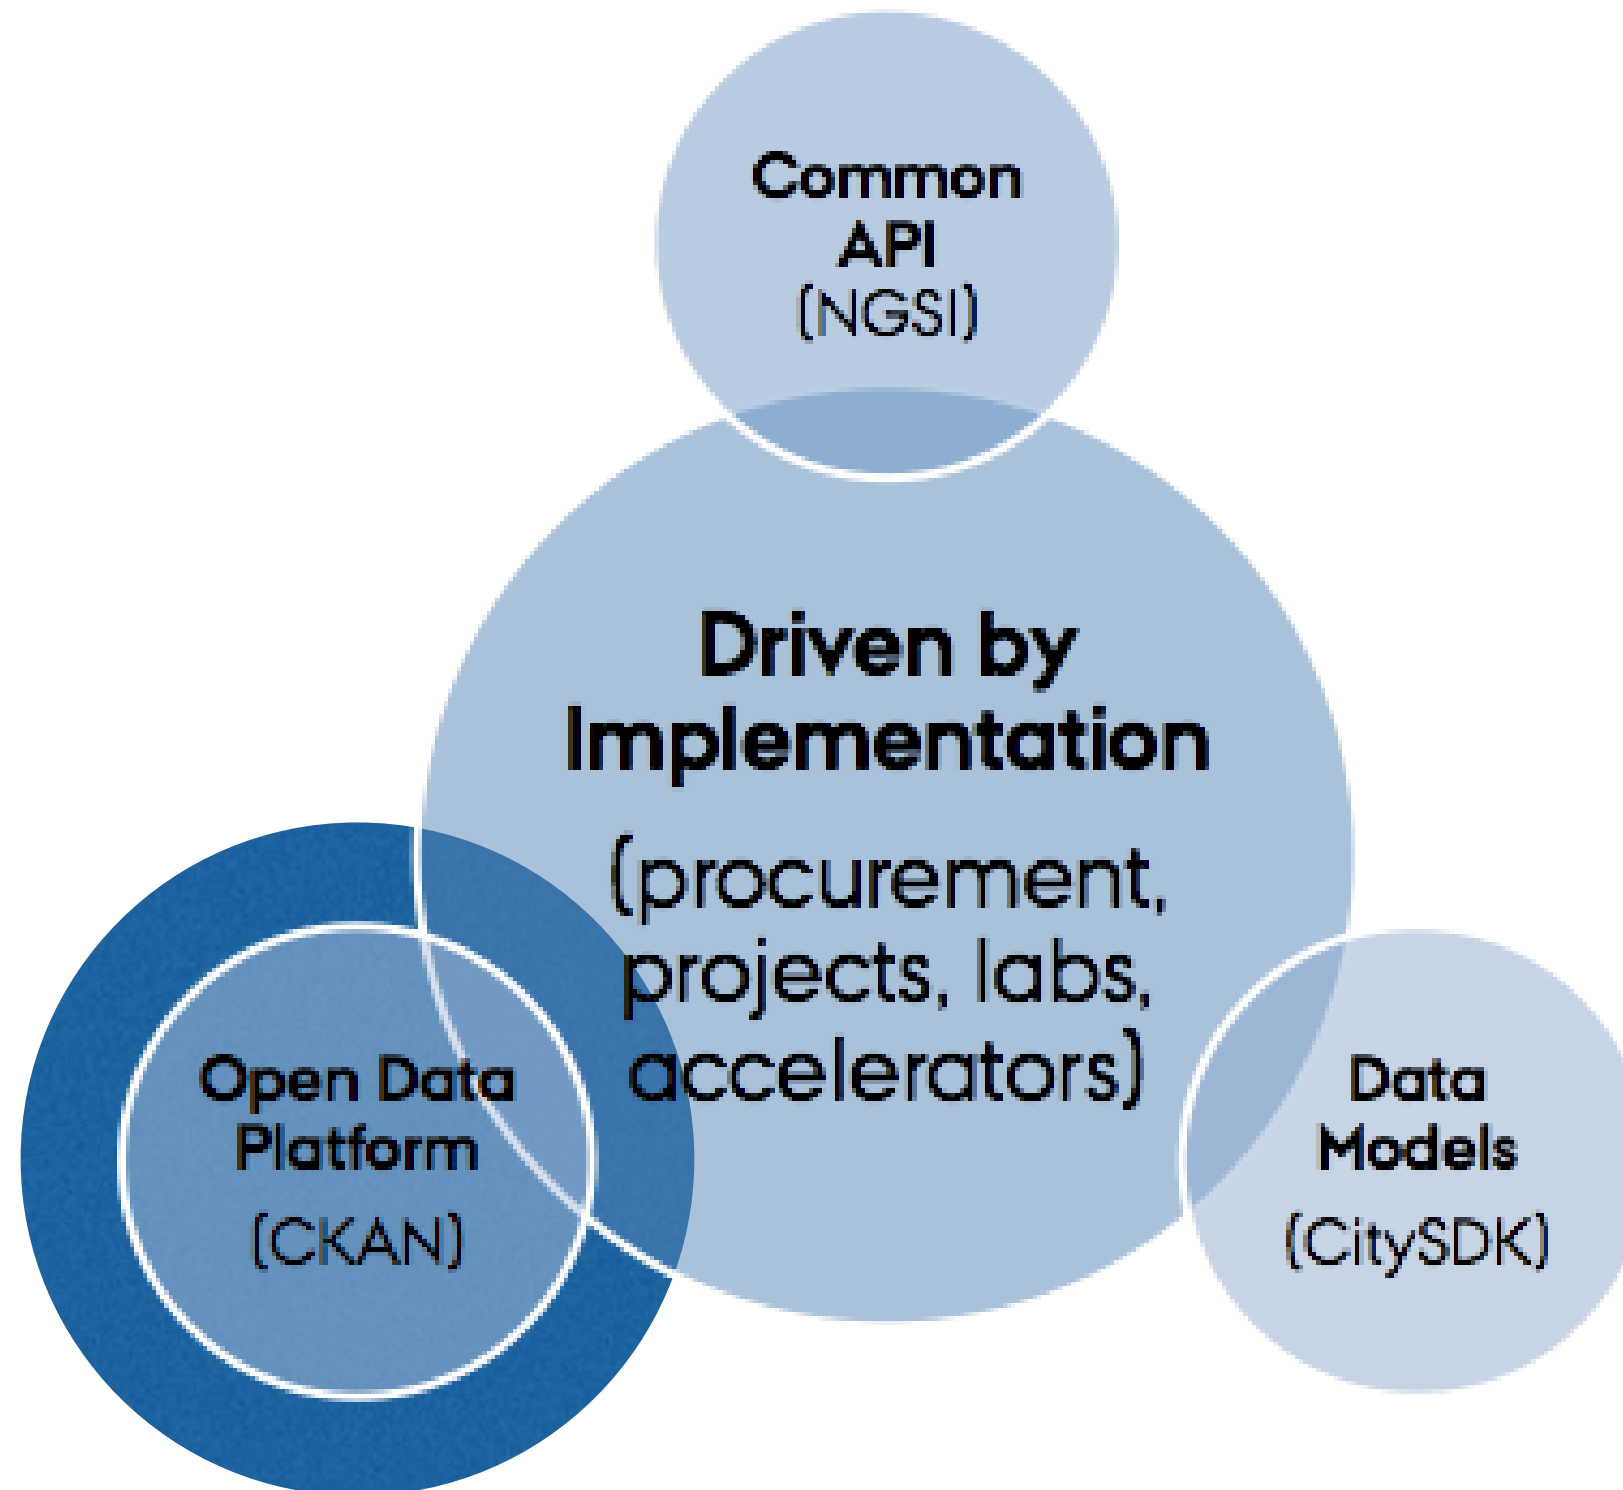 Common
API
(NGSI)
Driven by
Implementation
(procurement,
projects, labs,
accelerators)
Open Data
Platform
(CKAN)
Data
Models
(CitySDK)